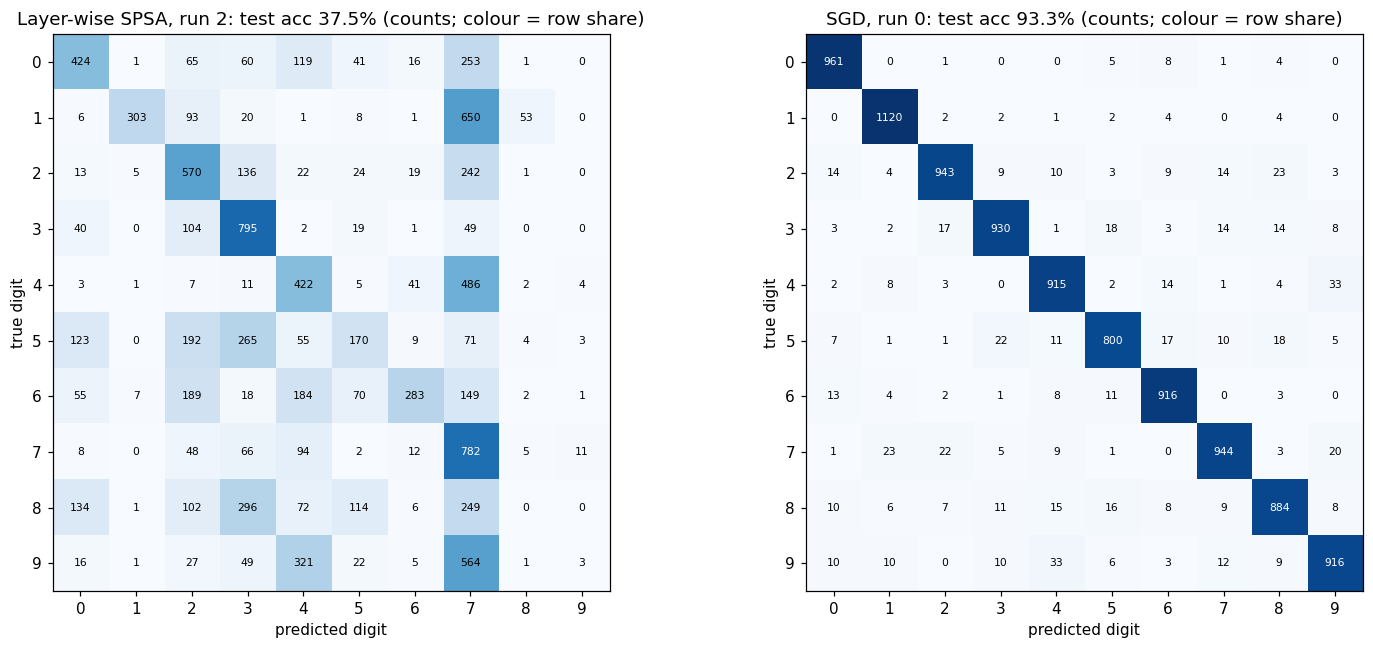 Layer-wise SPSA, run 2: test acc 37.5% (counts; colour = row share)
0 424 1 65 60 119 41 16 253 1 0
1 6 303 93 20 1 8 1 650 53 0
2 13 5 570 136 22 24 19 242 1 0
3 40 0 104 795 2 19 1 49 0 0
4 3 1 7 11 422 5 41 486 2 4
5 123 0 192 265 55 170 9 71 4 3
6 55 7 189 18 184 70 283 149 2 1
7 8 0 48 66 94 2 12 782 5 11
8 134 1 102 296 72 114 6 249 0 0
9 16 1 27 49 321 22 5 564 1 3
0 1 2 3 4 5 6 7 8 9
predicted digit
true digit
SGD, run 0: test acc 93.3% (counts; colour = row share)
0 961 0 1 0 0 5 8 1 4 0
1 0 1120 2 2 1 2 4 0 4 0
2 14 4 943 9 10 3 9 14 23 3
3 3 2 17 930 1 18 3 14 14 8
4 2 8 3 0 915 2 14 1 4 33
5 7 1 1 22 11 800 17 10 18 5
6 13 4 2 1 8 11 916 0 3 0
7 1 23 22 5 9 1 0 944 3 20
8 10 6 7 11 15 16 8 9 884 8
9 10 10 0 10 33 6 3 12 9 916
0 1 2 3 4 5 6 7 8 9
predicted digit
true digit